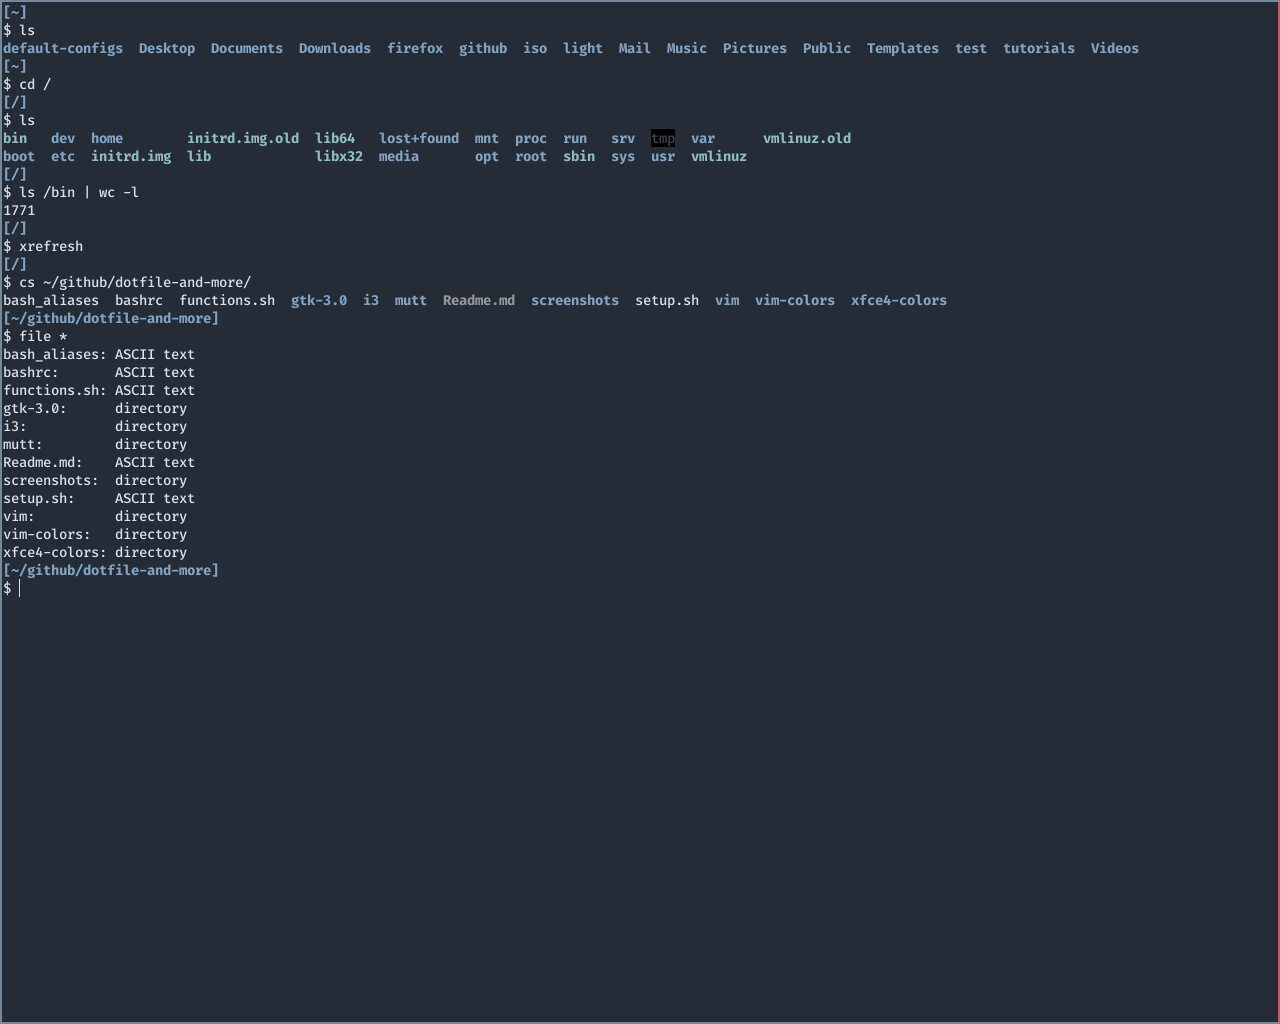 [~]
$ ls
default-configs  Desktop  Documents  Downloads  firefox  github  iso  light  Mail  Music  Pictures  Public  Templates  test  tutorials  Videos
[~]
$ cd /
[/]
$ ls
bin   dev  home        initrd.img.old  lib64   lost+found  mnt  proc  run   srv  tmp  var      vmlinuz.old
boot  etc  initrd.img  lib             libx32  media       opt  root  sbin  sys  usr  vmlinuz
[/]
$ ls /bin | wc -l
1771
[/]
$ xrefresh
[/]
$ cs ~/github/dotfile-and-more/
bash_aliases  bashrc  functions.sh  gtk-3.0  i3  mutt  Readme.md  screenshots  setup.sh  vim  vim-colors  xfce4-colors
[~/github/dotfile-and-more]
$ file *
bash_aliases: ASCII text
bashrc:       ASCII text
functions.sh: ASCII text
gtk-3.0:      directory
i3:           directory
mutt:         directory
Readme.md:    ASCII text
screenshots:  directory
setup.sh:     ASCII text
vim:          directory
vim-colors:   directory
xfce4-colors: directory
[~/github/dotfile-and-more]
$